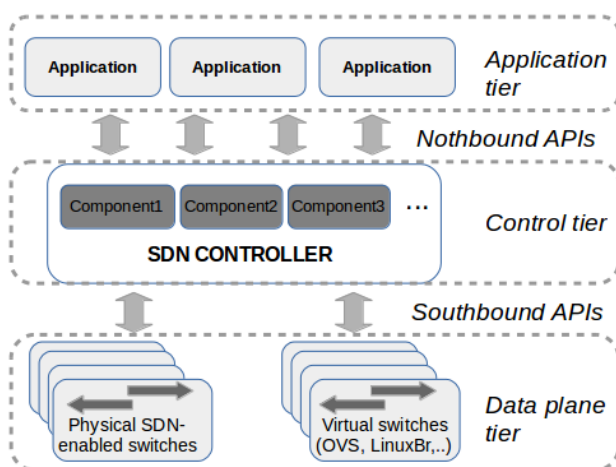 Application Application Application
Application
tier
Nothbound APIs
Component1 Component2 Component3 ...
SDN CONTROLLER
Control tier
Southbound APIs
Physical SDN-
enabled switches
Virtual switches
(OVS, LinuxBr,..)
Data plane
tier